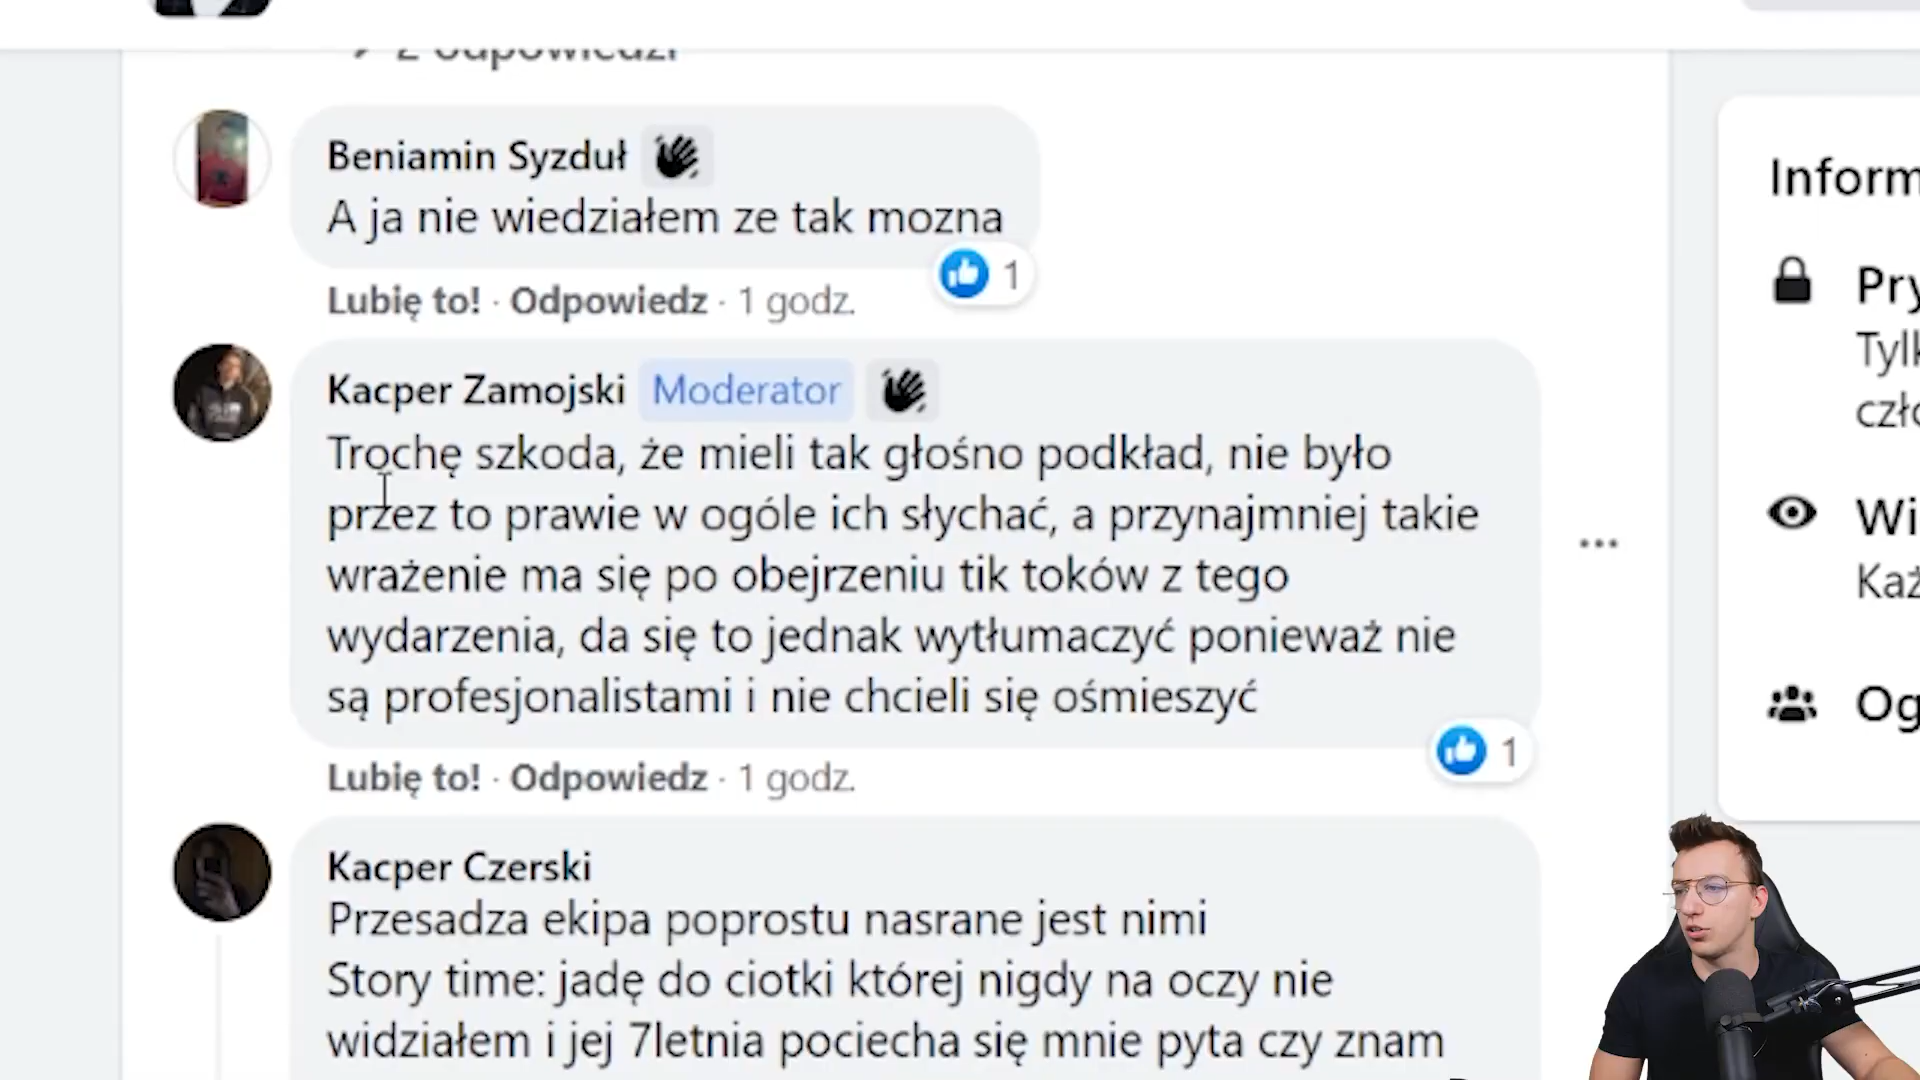 2 odpowiedzi
Beniamin Syzduł
A ja nie wiedziałem ze tak mozna
1
Lubię to! · Odpowiedz · 1 godz.
Kacper Zamojski Moderator
Trochę szkoda, że mieli tak głośno podkład, nie było
przez to prawie w ogóle ich słychać, a przynajmniej takie
wrażenie ma się po obejrzeniu tik toków z tego
wydarzenia, da się to jednak wytłumaczyć ponieważ nie
są profesjonalistami i nie chcieli się ośmieszyć
1
Lubię to! · Odpowiedz · 1 godz.
Kacper Czerski
Przesadza ekipa poprostu nasrane jest nimi
Story time: jadę do ciotki której nigdy na oczy nie
widziałem i jej 7letnia pociecha się mnie pyta czy znam
Inform
Pry
Tylk
czło
Wi
Każ
Og